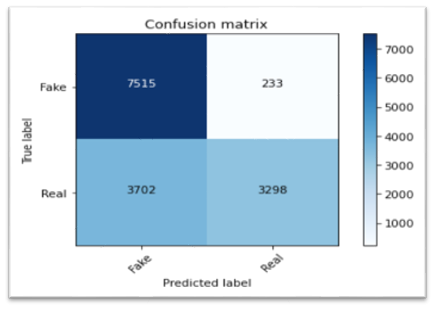 Confusion matrix
Fake
7515
233
Real
3702
3298
True label
Fake
Real
Predicted label
7000
6000
5000
4000
3000
2000
1000